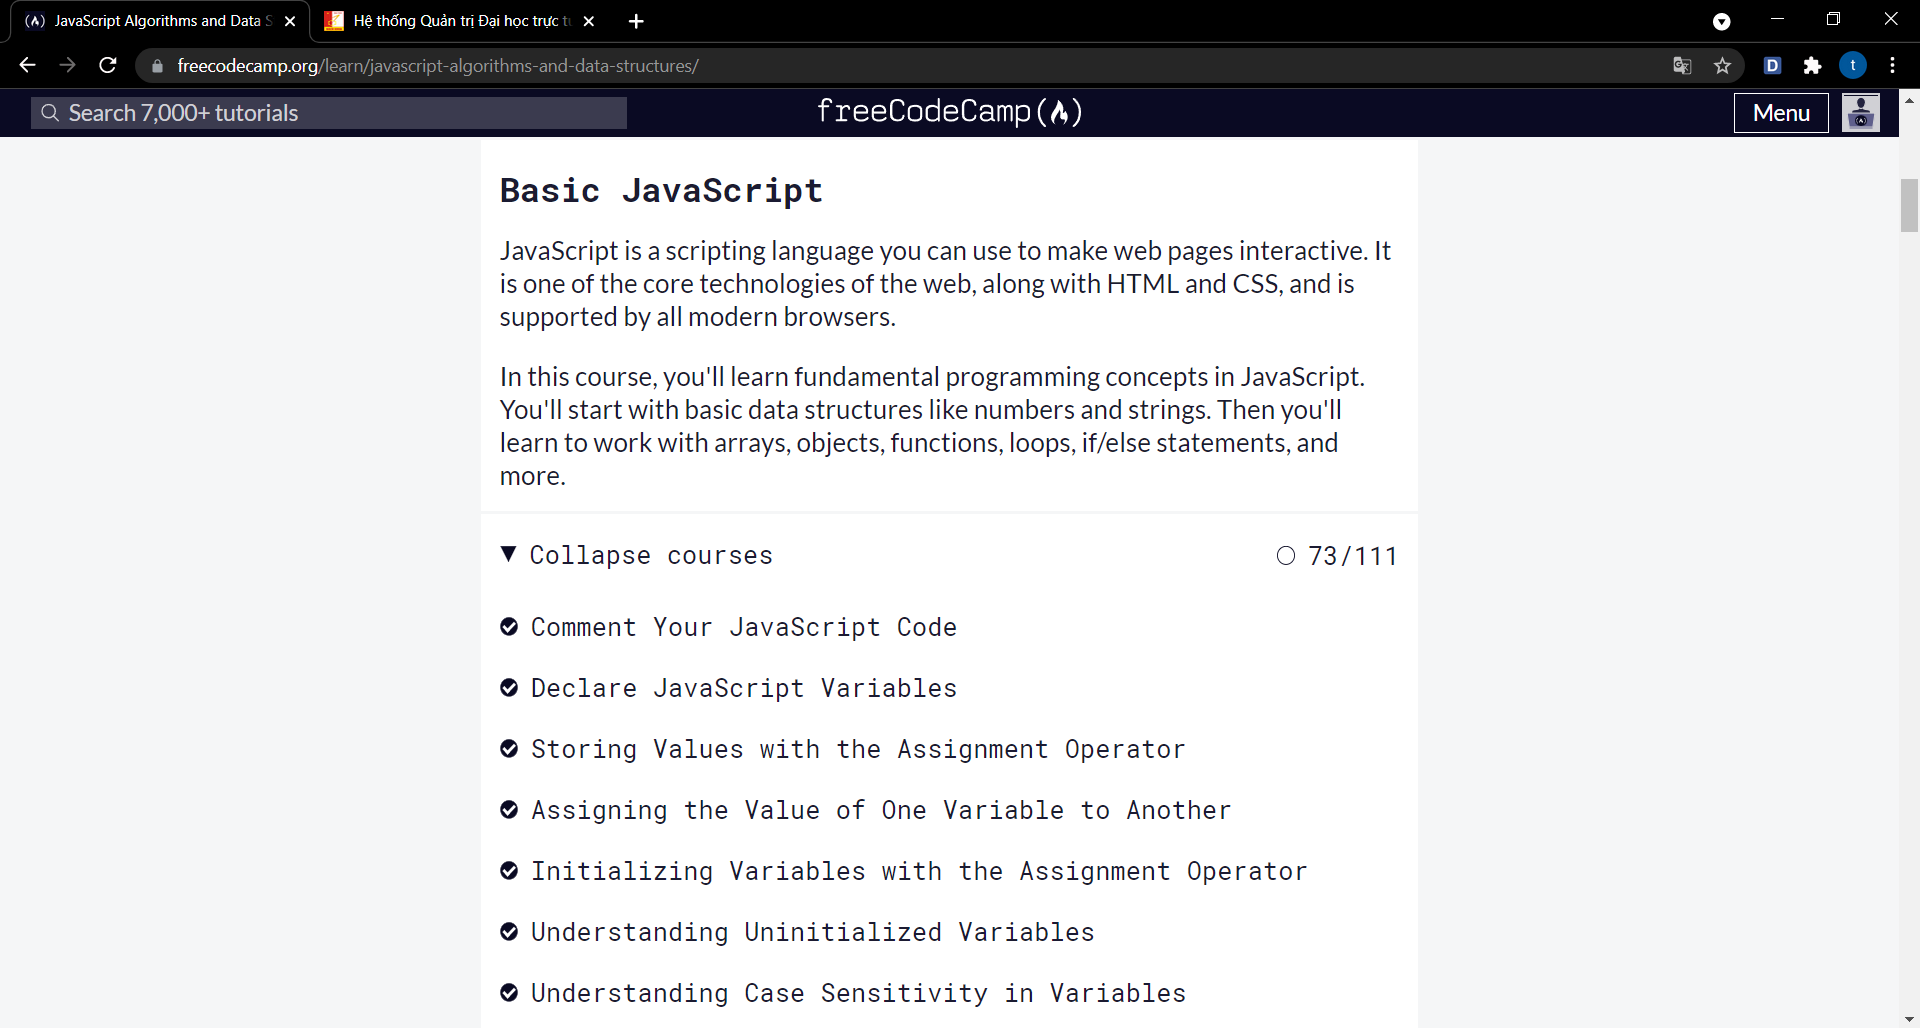 JavaScript Algorithms and Data S
Hệ thống Quản trị Đại học trực t
freecodecamp.org/learn/javascript-algorithms-and-data-structures/
D
t
Search 7,000+ tutorials
freeCodeCamp
Menu
Basic JavaScript
JavaScript is a scripting language you can use to make web pages interactive. It
is one of the core technologies of the web, along with HTML and CSS, and is
supported by all modern browsers.
In this course, you'll learn fundamental programming concepts in JavaScript.
You'll start with basic data structures like numbers and strings. Then you'll
learn to work with arrays, objects, functions, loops, if/else statements, and
more.
Collapse courses
73/111
Comment Your JavaScript Code
Declare JavaScript Variables
Storing Values with the Assignment Operator
Assigning the Value of One Variable to Another
Initializing Variables with the Assignment Operator
Understanding Uninitialized Variables
Understanding Case Sensitivity in Variables